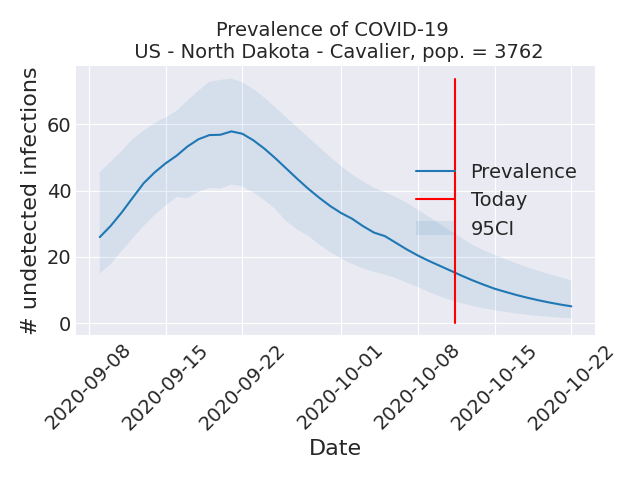 Prevalence of COVID-19
US - North Dakota - Cavalier, pop. = 3762
# undetected infections
60
40
20
0
Prevalence
Today
95CI
2020-09-08
2020-09-15
2020-09-22
2020-10-01
2020-10-08
2020-10-15
2020-10-22
Date